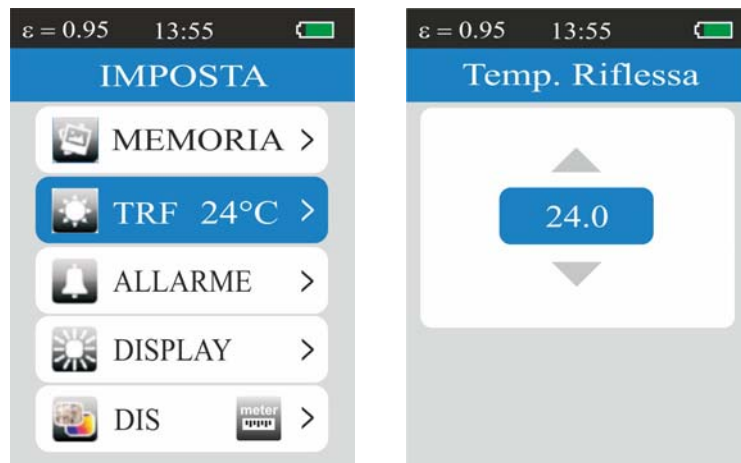 ε = 0.95 13:55
IMPOSTA
MEMORIA >
TRF 24°C >
ALLARME >
DISPLAY >
DIS meter >
ε = 0.95 13:55
Temp. Riflessa
24.0